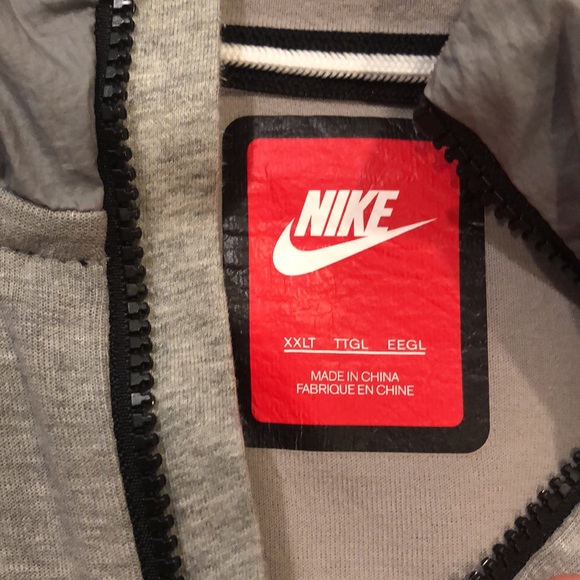 NIKE
XXLT TTGL EEGL
MADE IN CHINA
FABRIQUE EN CHINE